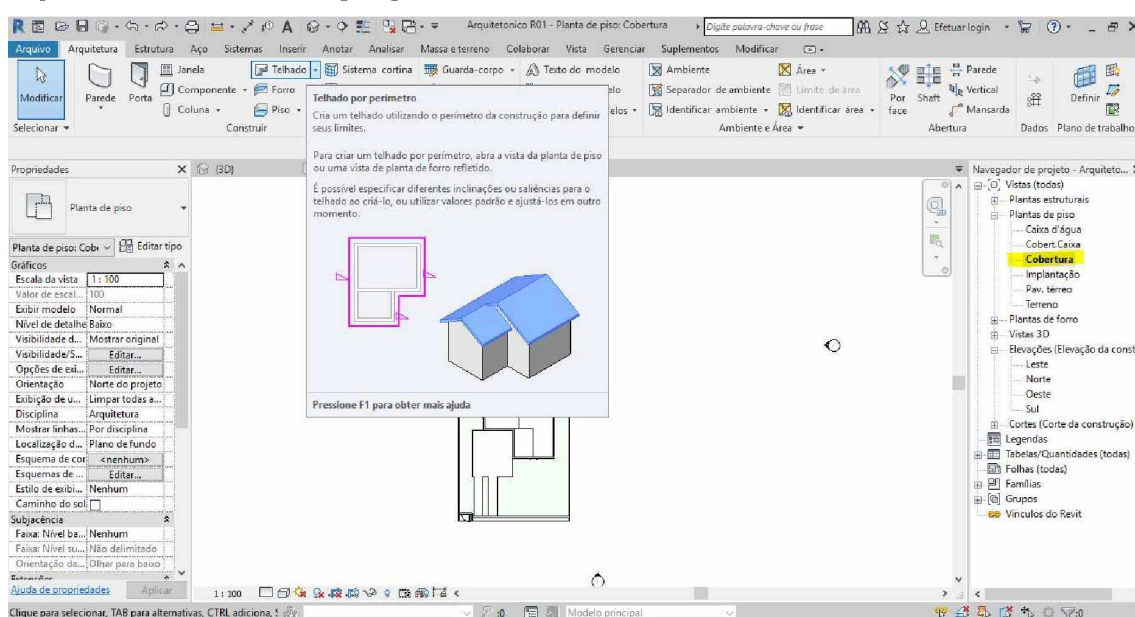 Arquitetonico R01 - Planta de piso: Cobertura
Digite palavra-chave ou frase
Efetuar login
Arquivo Arquitetura Estrutura Aço Sistemas Inserir Anotar Analisar Massa e terreno Colaborar Vista Gerenciar Suplementos Modificar
Modificar
Parede
Porta
Janela
Componente
Coluna
Telhado
Forro
Piso
Sistema cortina
Guarda-corpo
Texto do modelo
elo
elos
Ambiente
Separador de ambiente
Identificar ambiente
Área
Limite de área
Identificar área
Por face
Shaft
Parede
Vertical
Mansarda
Definir
Selecionar
Construir
Ambiente e Área
Abertura
Dados
Plano de trabalho
Telhado por perímetro
Cria um telhado utilizando o perímetro da construção para definir
seus limites.
Para criar um telhado por perímetro, abra a vista da planta de piso
ou uma vista de planta de forro refletido.
É possível especificar diferentes inclinações ou saliências para o
telhado ao criá-lo, ou utilizar valores padrão e ajustá-los em outro
momento.
Pressione F1 para obter mais ajuda
Propriedades
{3D}
Planta de piso
Planta de piso: Cobe
Editar tipo
Gráficos
Escala da vista 1 : 100
Valor de escal... 100
Exibir modelo Normal
Nível de detalhe Baixo
Visibilidade d... Mostrar original
Visibilidade/S... Editar...
Opções de exi... Editar...
Orientação Norte do projeto
Exibição de u... Limpar todas a...
Disciplina Arquitetura
Mostrar linhas... Por disciplina
Localização d... Plano de fundo
Esquema de cor <nenhum>
Esquemas de ... Editar...
Estilo de exibi... Nenhum
Caminho do sol
Subjacência
Faixa: Nível ba... Nenhum
Faixa: Nível su... Não delimitado
Orientação da... Olhar para baixo
Extensões
Ajuda de propriedades
Aplicar
Navegador de projeto - Arquiteto...
Vistas (todas)
Plantas estruturais
Plantas de piso
Caixa d'água
Cobert.Caixa
Cobertura
Implantação
Pav. térreo
Terreno
Plantas de forro
Vistas 3D
Elevações (Elevação da const
Leste
Norte
Oeste
Sul
Cortes (Corte da construção)
Legendas
Tabelas/Quantidades (todas)
Folhas (todas)
Famílias
Grupos
Vínculos do Revit
1 : 100
Clique para selecionar, TAB para alternativas, CTRL adiciona, S
:0
Modelo principal
:0